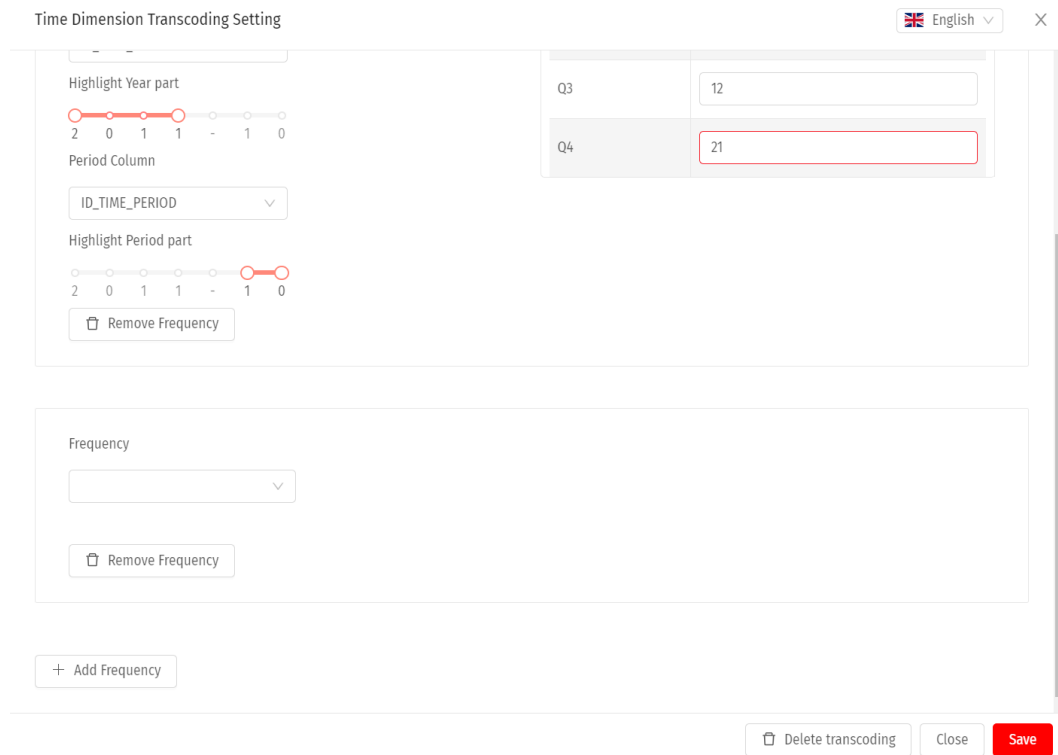 Time Dimension Transcoding Setting
English
Highlight Year part
2 0 1 1 - 1 0
Period Column
ID_TIME_PERIOD
Highlight Period part
2 0 1 1 - 1 0
Remove Frequency
Q3 12
Q4 21
Frequency
Remove Frequency
+ Add Frequency
Delete transcoding
Close
Save